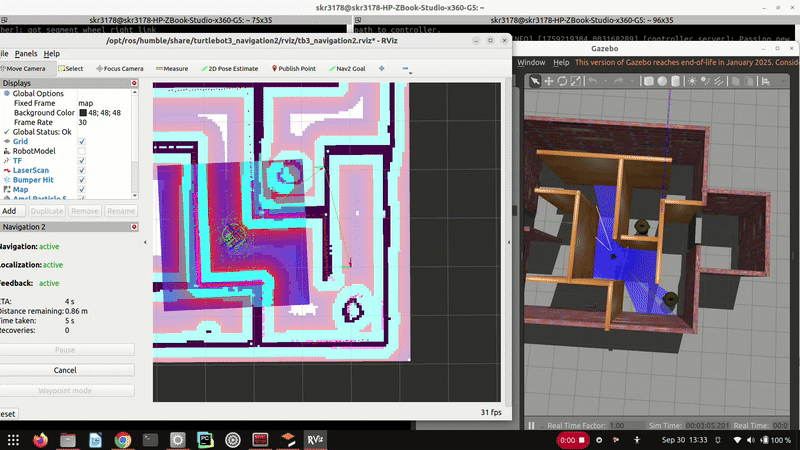 skr3178@skr3178-HP-ZBook-Studio-x360-G5: ~
skr3178@skr3178-HP-ZBook-Studio-x360-G5: ~ 75x35
skr3178@skr3178-HP-ZBook-Studio-x360-G5: ~ 96x35
her]: got segment wheel right link
path to controller.
[1759219384.003168289] [controller server]: Passing new
/opt/ros/humble/share/turtlebot3_navigation2/rviz/tb3_navigation2.rviz* - RViz
Gazebo
ile Panels Help
Window Help This version of Gazebo reaches end-of-life in January 2025. Conside
Move Camera Select Focus Camera Measure 2D Pose Estimate Publish Point Nav2 Goal
Displays
Global Options
Fixed Frame map
Background Color 48; 48; 48
Frame Rate 30
Global Status: Ok
Grid
RobotModel
TF
LaserScan
Bumper Hit
Map
Amcl Particle S
Add Duplicate Remove Rename
Navigation 2
Navigation: active
Localization: active
Feedback: active
ETA: 4 s
Distance remaining: 0.86 m
Time taken: 5 s
Recoveries: 0
Pause
Cancel
Waypoint mode
eset
31 fps
Real Time Factor: 1.00 Sim Time: 00:03:05.201 Real Time: 00:0
RViz
0:00
Sep 30 13:33
100 %